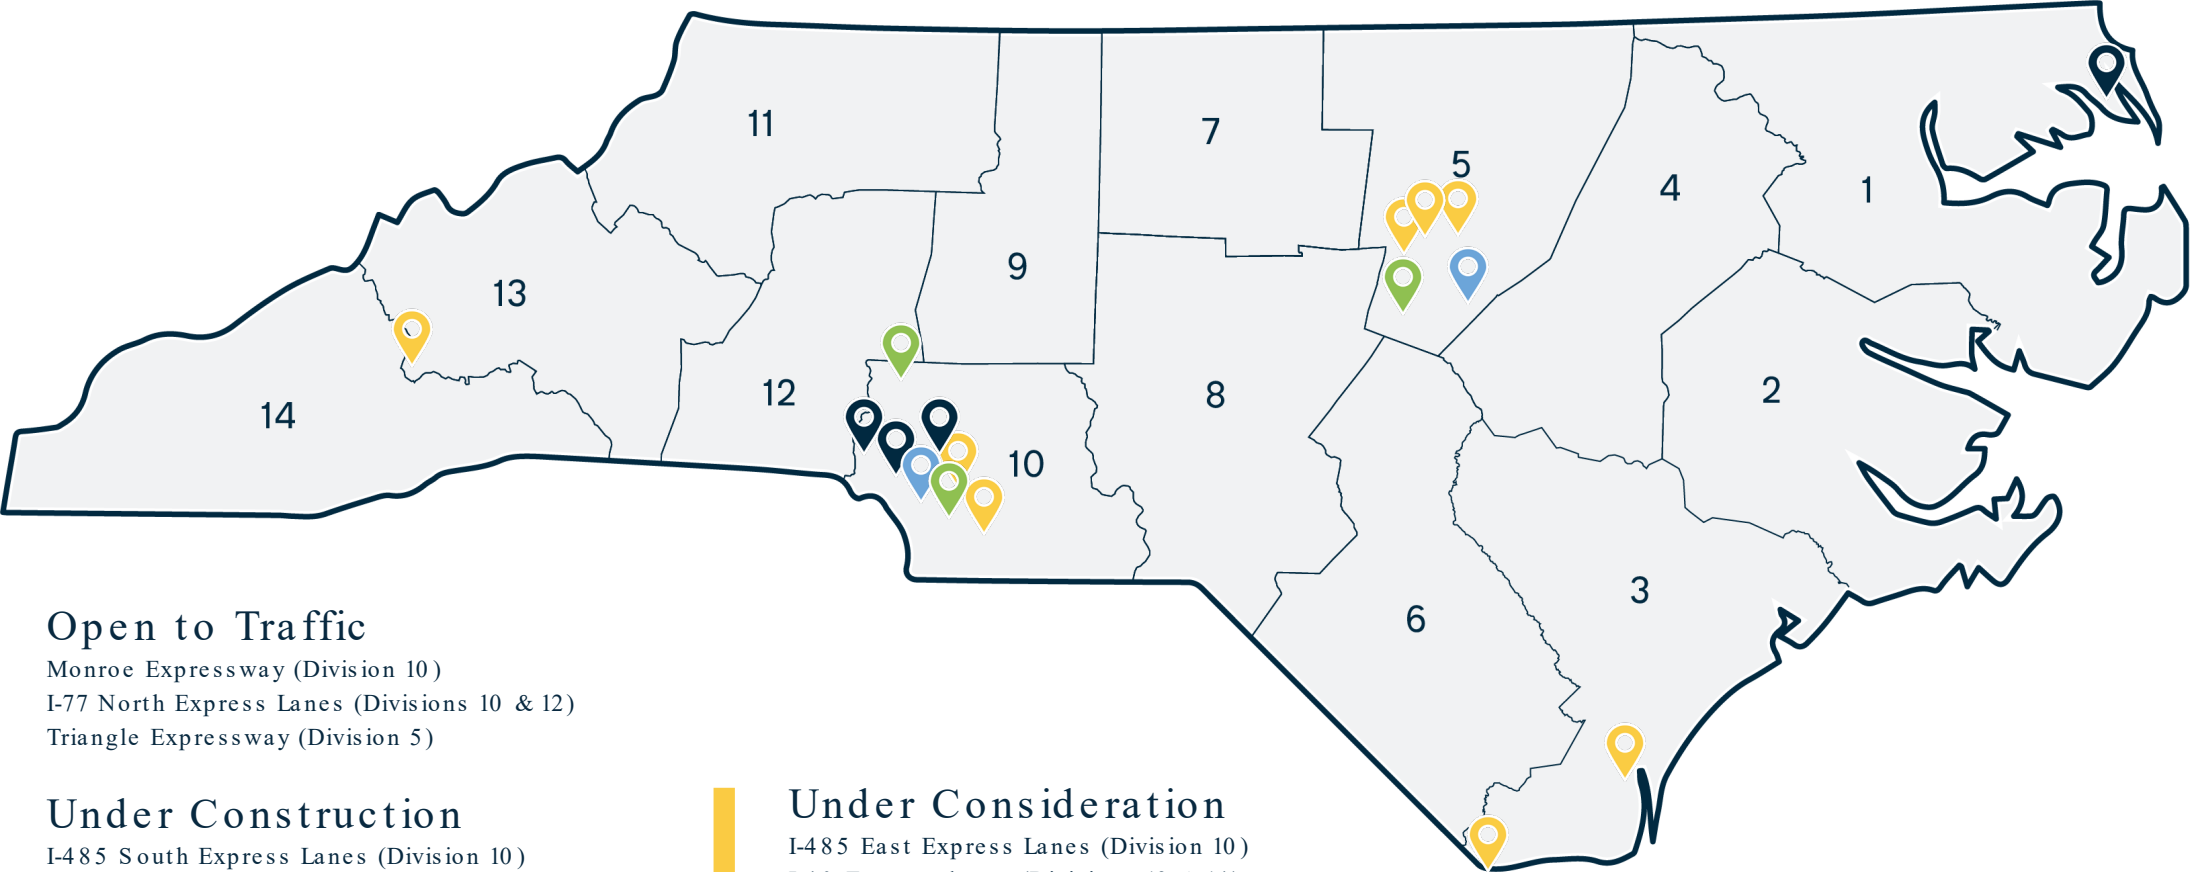 11
7
5
4
1
9
13
12
8
2
14
10
3
6
Open to Traffic
Monroe Expressway (Division 10)
I-77 North Express Lanes (Divisions 10 & 12)
Triangle Expressway (Division 5)
Under Construction
I-485 South Express Lanes (Division 10)
Under Consideration
I-485 East Express Lanes (Division 10)